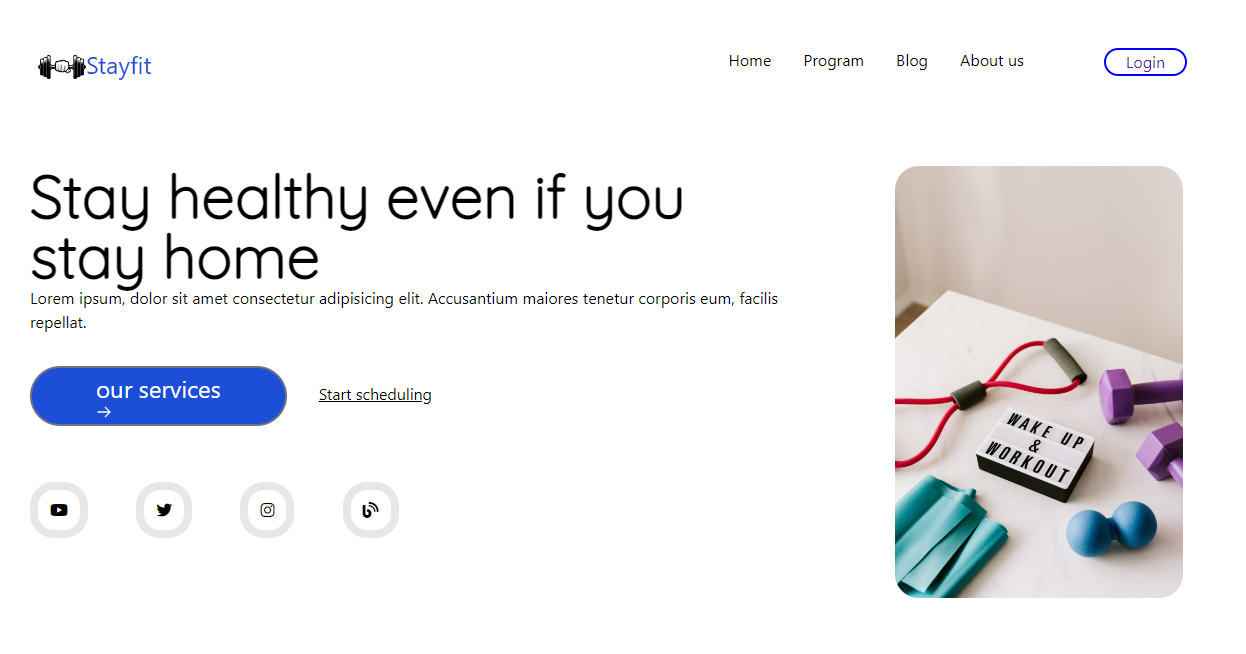 Stayfit
Home Program Blog About us Login
Stay healthy even if you
stay home
Lorem ipsum, dolor sit amet consectetur adipisicing elit. Accusantium maiores tenetur corporis eum, facilis
repellat.
our services
→
Start scheduling
WAKE UP
&
WORKOUT